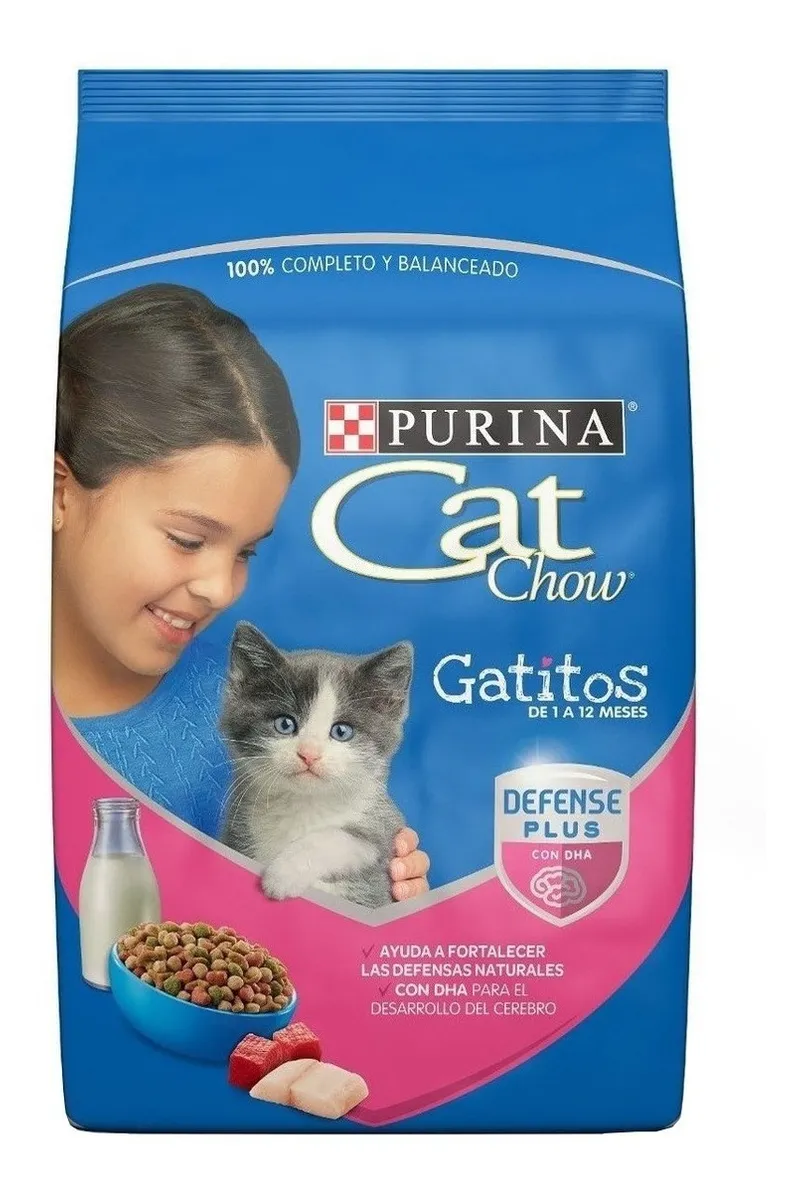 100% COMPLETO Y BALANCEADO
PURINA®
Cat
Chow®
Gatitos
DE 1 A 12 MESES
DEFENSE
PLUS
CON DHA
✓ AYUDA A FORTALECER
LAS DEFENSAS NATURALES
✓ CON DHA PARA EL
DESARROLLO DEL CEREBRO